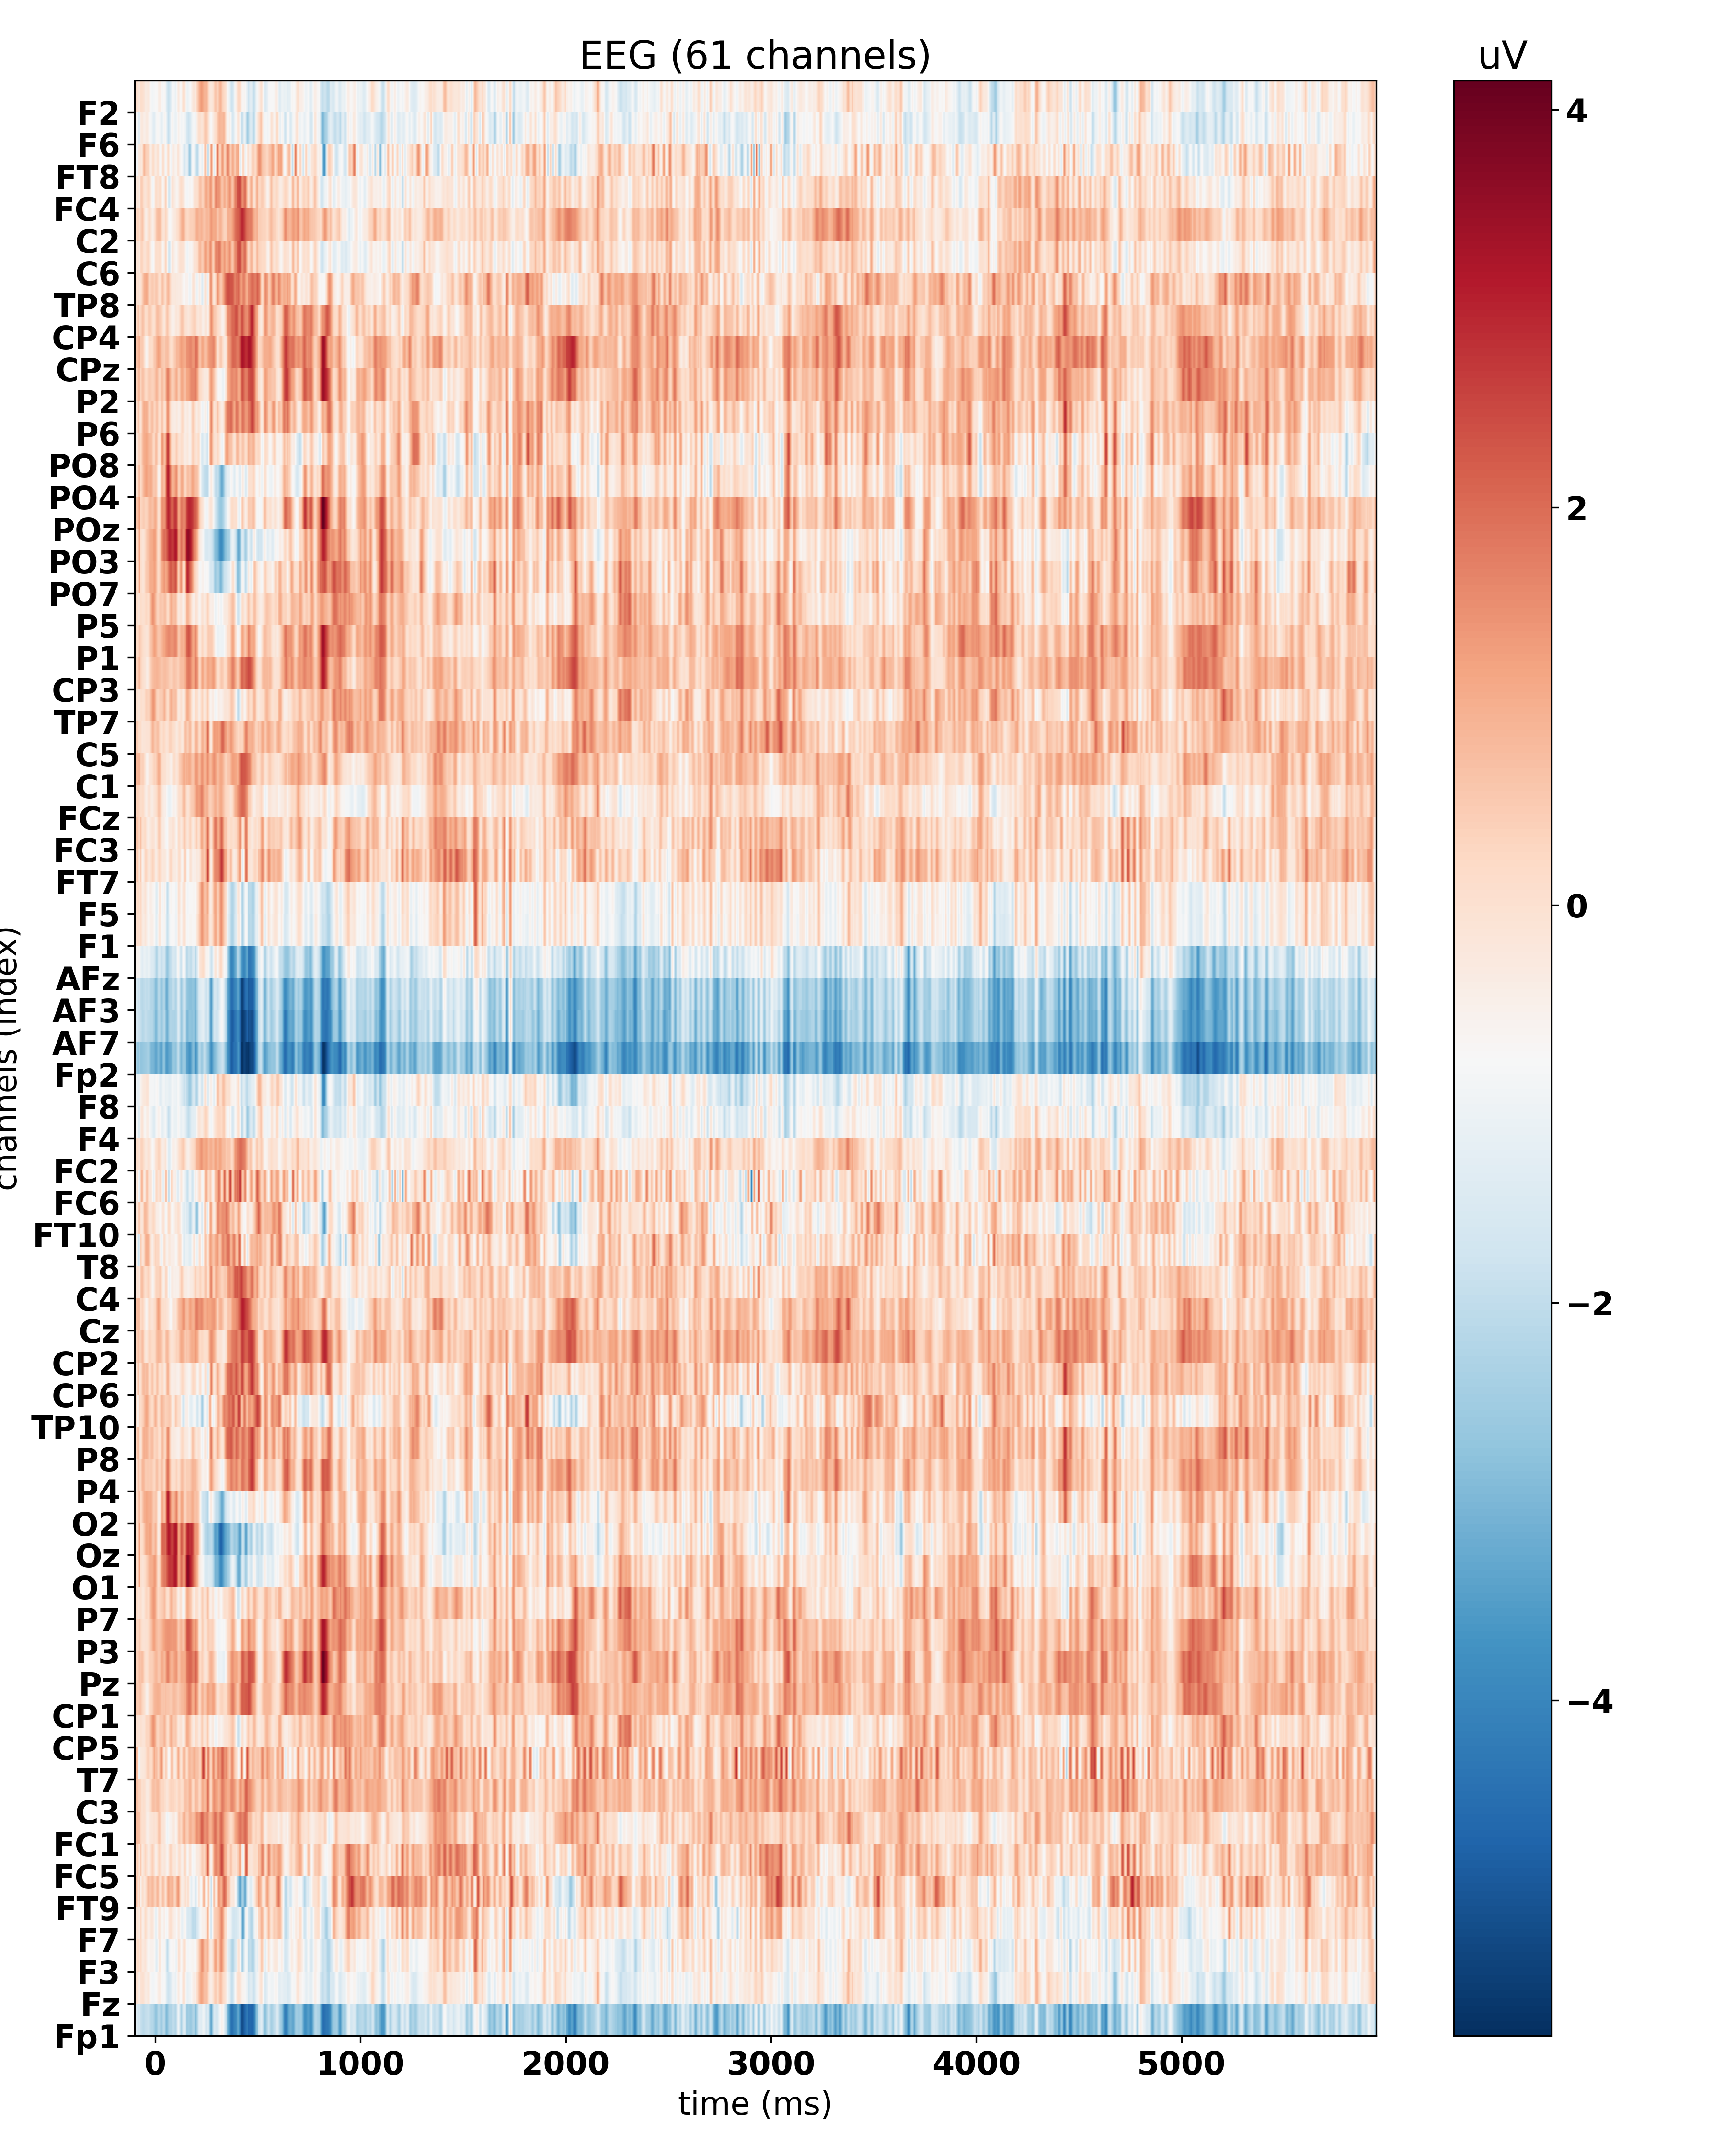 EEG (61 channels)
uV
F2
F6
FT8
FC4
C2
C6
TP8
CP4
CPz
P2
P6
PO8
PO4
POz
PO3
PO7
P5
P1
CP3
TP7
C5
C1
FCz
FC3
FT7
F5
F1
AFz
AF3
AF7
Fp2
F8
F4
FC2
FC6
FT10
T8
C4
Cz
CP2
CP6
TP10
P8
P4
O2
Oz
O1
P7
P3
Pz
CP1
CP5
T7
C3
FC1
FC5
FT9
F7
F3
Fz
Fp1
channels (index)
0 1000 2000 3000 4000 5000
time (ms)
4
2
0
−2
−4